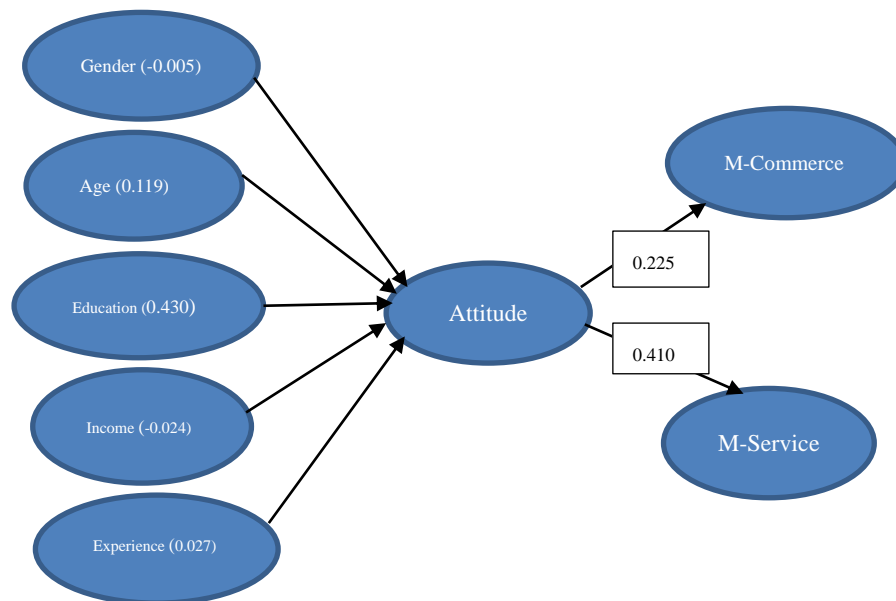 Gender (-0.005)
Age (0.119)
Education (0.430)
Income (-0.024)
Experience (0.027)
Attitude
M-Commerce
0.225
0.410
M-Service